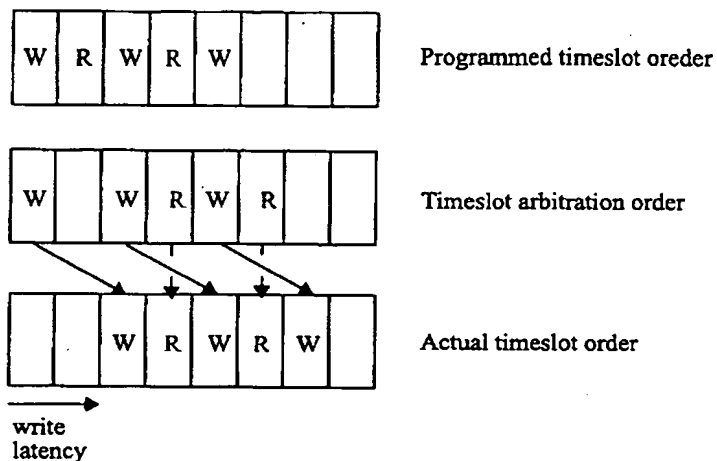 W R W R W
Programmed timeslot oreder
W W R W R
Timeslot arbitration order
W R W R W
Actual timeslot order
write
latency